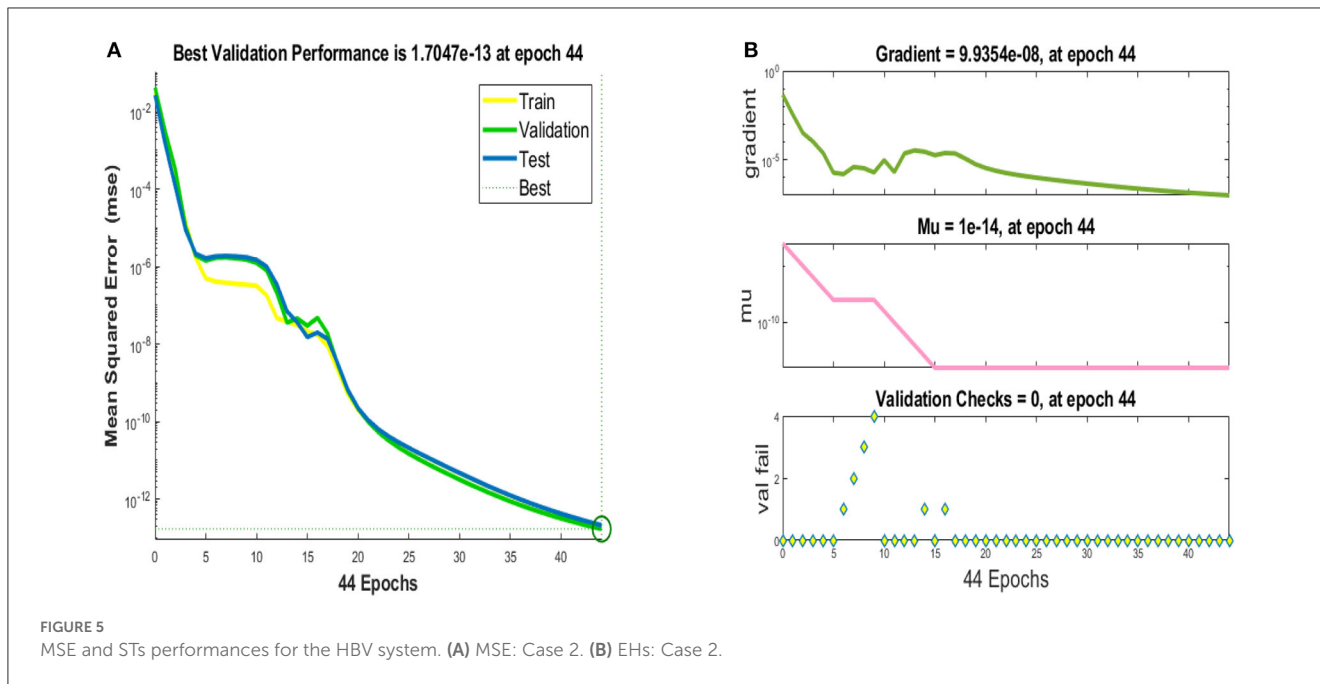 A
Best Validation Performance is 1.7047e-13 at epoch 44
Mean Squared Error (mse)
10^-2
10^-4
10^-6
10^-8
10^-10
10^-12
Train
Validation
Test
Best
0 5 10 15 20 25 30 35 40
44 Epochs
B
Gradient = 9.9354e-08, at epoch 44
gradient
10^0
10^-5
Mu = 1e-14, at epoch 44
mu
10^-10
Validation Checks = 0, at epoch 44
val fail
4
2
0
0 5 10 15 20 25 30 35 40
44 Epochs
FIGURE 5
MSE and STs performances for the HBV system. (A) MSE: Case 2. (B) EHs: Case 2.